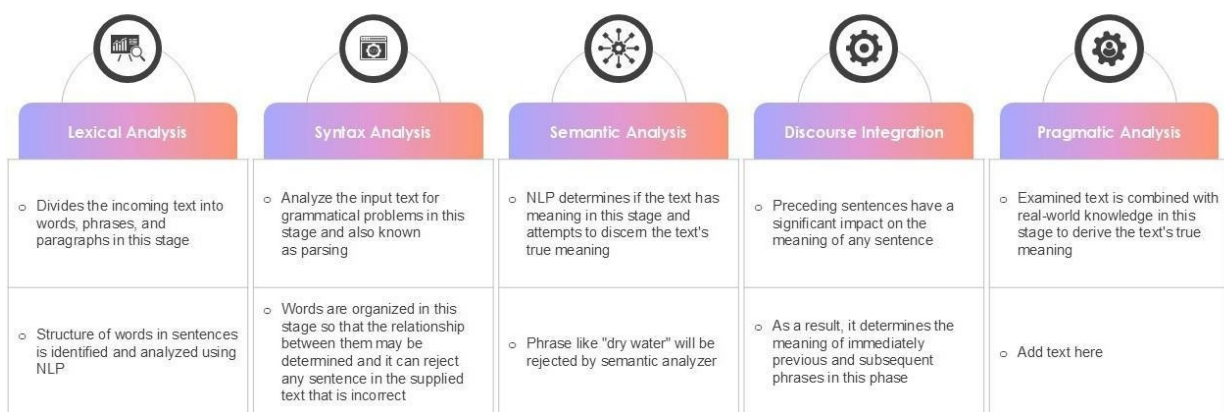 Lexical Analysis
Divides the incoming text into
words, phrases, and
paragraphs in this stage
Structure of words in sentences
is identified and analyzed using
NLP
Syntax Analysis
Analyze the input text for
grammatical problems in this
stage and also known
as parsing
Words are organized in this
stage so that the relationship
between them may be
determined and it can reject
any sentence in the supplied
text that is incorrect
Semantic Analysis
NLP determines if the text has
meaning in this stage and
attempts to discern the text's
true meaning
Phrase like "dry water" will be
rejected by semantic analyzer
Discourse Integration
Preceding sentences have a
significant impact on the
meaning of any sentence
As a result, it determines the
meaning of immediately
previous and subsequent
phrases in this phase
Pragmatic Analysis
Examined text is combined with
real-world knowledge in this
stage to derive the text's true
meaning
Add text here